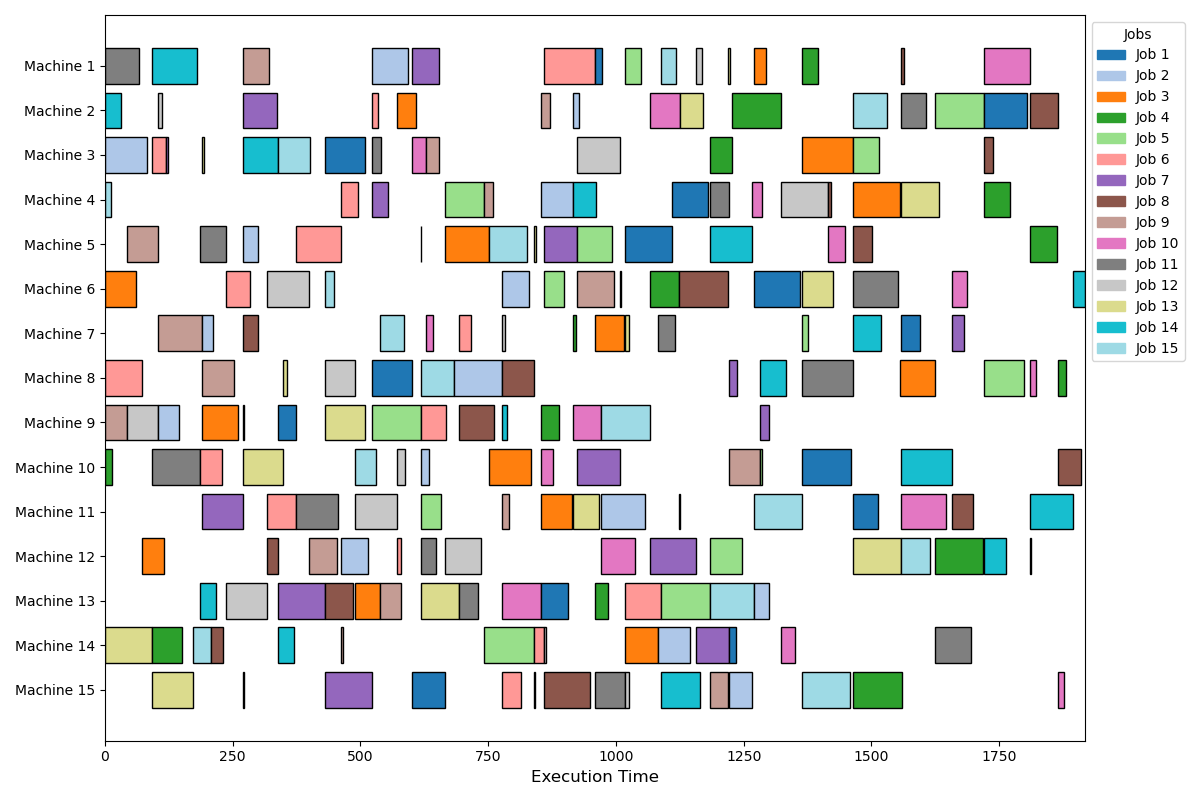 Machine 1
Machine 2
Machine 3
Machine 4
Machine 5
Machine 6
Machine 7
Machine 8
Machine 9
Machine 10
Machine 11
Machine 12
Machine 13
Machine 14
Machine 15
0 250 500 750 1000 1250 1500 1750
Execution Time
Jobs
Job 1
Job 2
Job 3
Job 4
Job 5
Job 6
Job 7
Job 8
Job 9
Job 10
Job 11
Job 12
Job 13
Job 14
Job 15